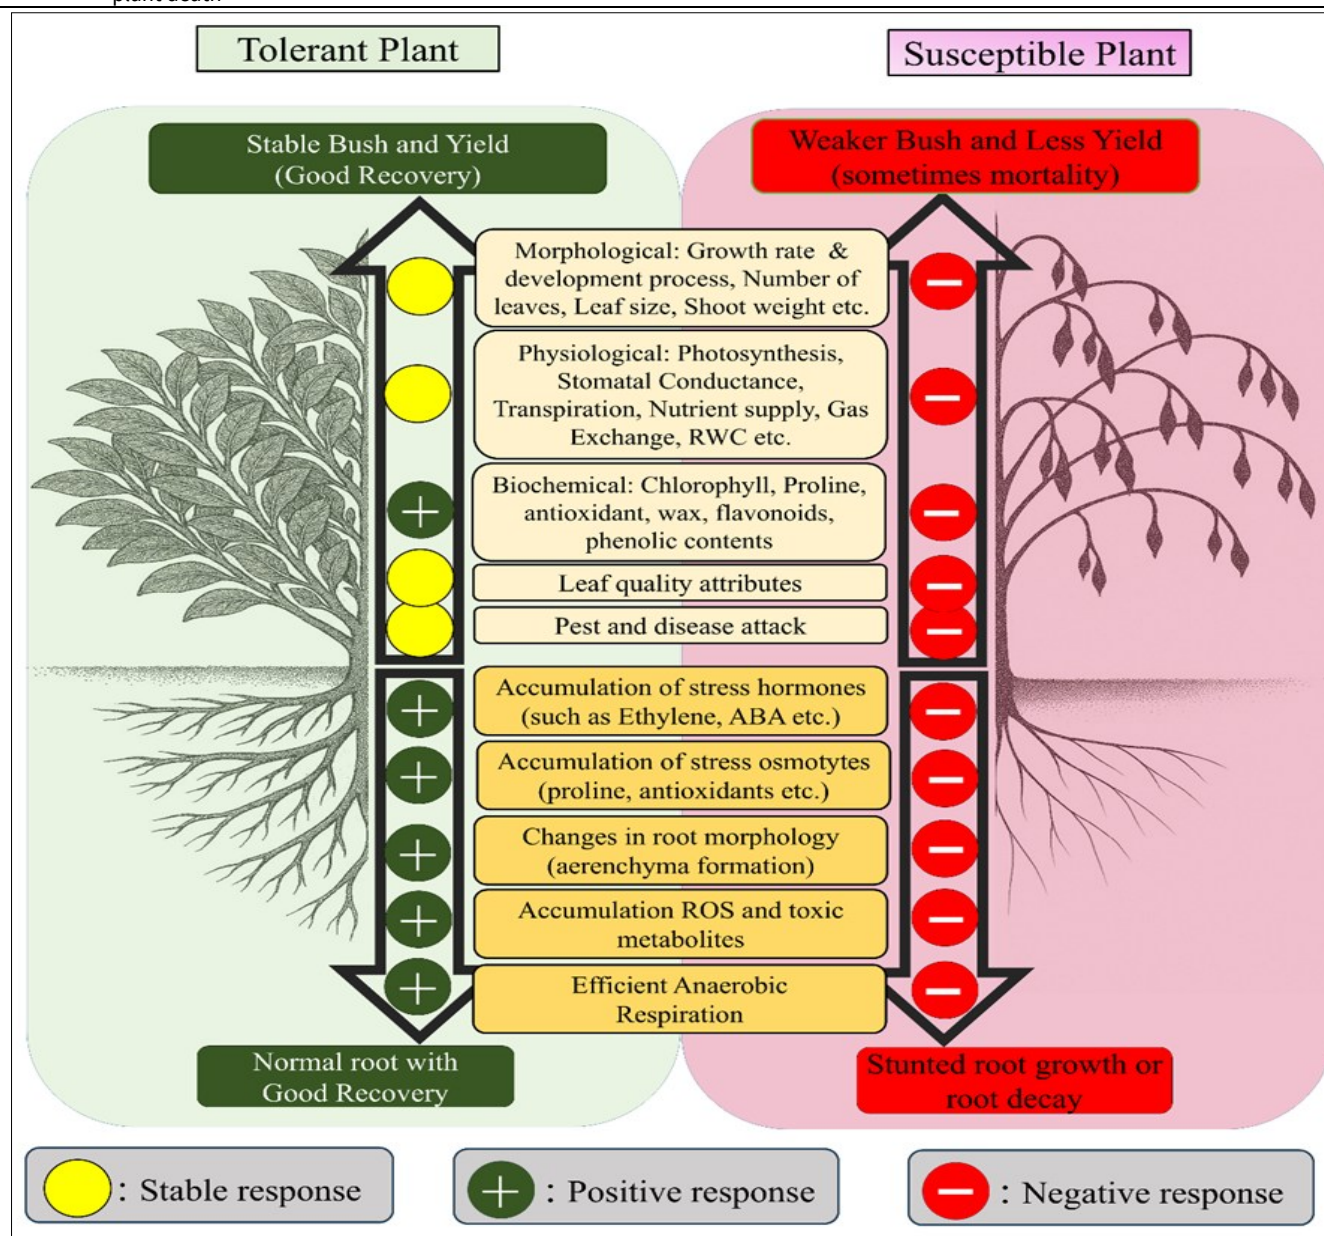 plant death
Tolerant Plant
Susceptible Plant
Stable Bush and Yield
(Good Recovery)
Weaker Bush and Less Yield
(sometimes mortality)
Morphological: Growth rate &
development process, Number of
leaves, Leaf size, Shoot weight etc.
Physiological: Photosynthesis,
Stomatal Conductance,
Transpiration, Nutrient supply, Gas
Exchange, RWC etc.
Biochemical: Chlorophyll, Proline,
antioxidant, wax, flavonoids,
phenolic contents
Leaf quality attributes
Pest and disease attack
Accumulation of stress hormones
(such as Ethylene, ABA etc.)
Accumulation of stress osmotytes
(proline, antioxidants etc.)
Changes in root morphology
(aerenchyma formation)
Accumulation ROS and toxic
metabolites
Efficient Anaerobic
Respiration
Normal root with
Good Recovery
Stunted root growth or
root decay
: Stable response
: Positive response
: Negative response